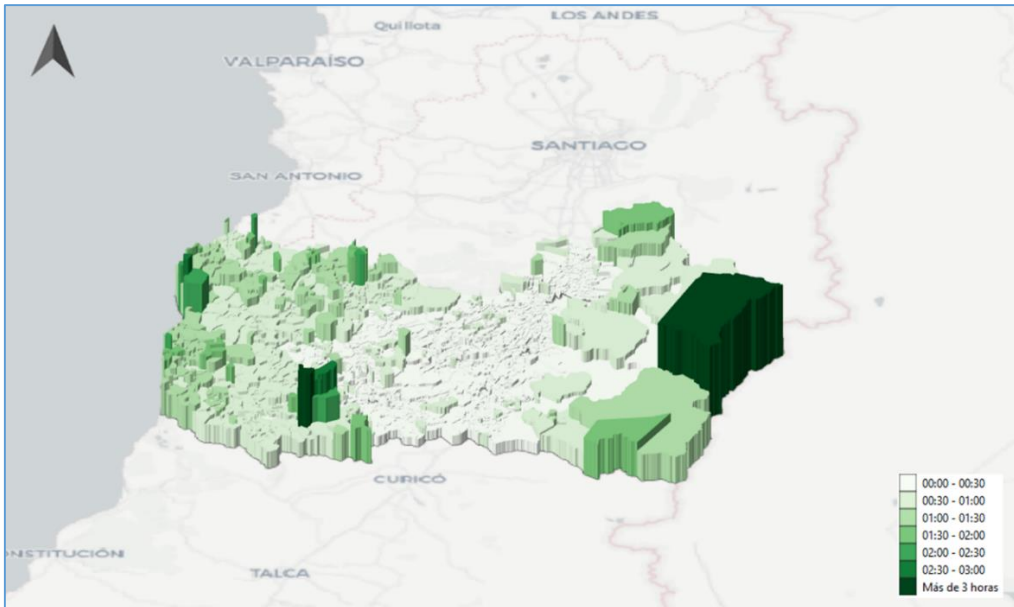 Quillota
LOS ANDES
VALPARAÍSO
SANTIAGO
SAN ANTONIO
CURICÓ
NSTITUCIÓN
TALCA
00:00 - 00:30
00:30 - 01:00
01:00 - 01:30
01:30 - 02:00
02:00 - 02:30
02:30 - 03:00
Más de 3 horas